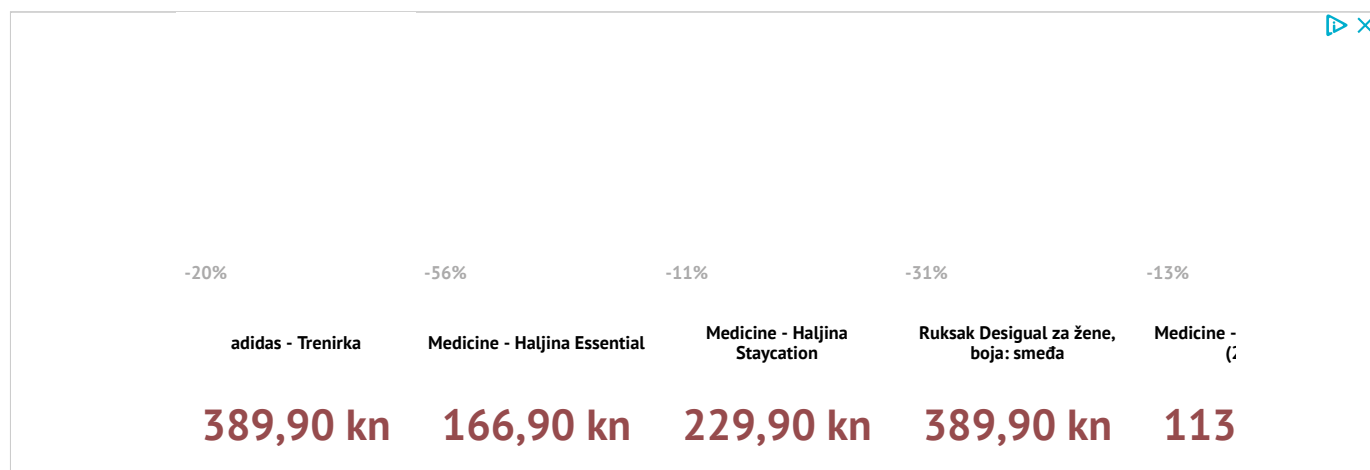 -20%
adidas - Trenirka
389,90 kn
-56%
Medicine - Haljina Essential
166,90 kn
-11%
Medicine - Haljina
Staycation
229,90 kn
-31%
Ruksak Desigual za žene,
boja: smeđa
389,90 kn
-13%
Medicine -
113